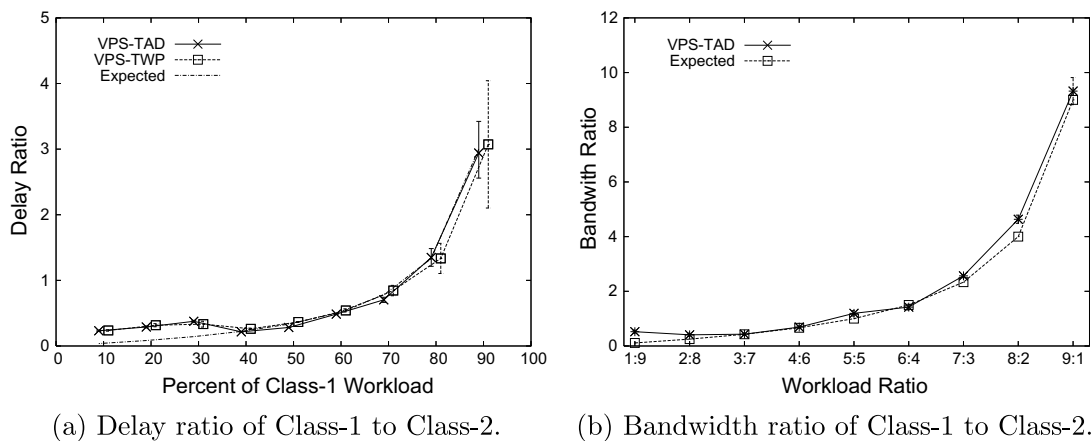 5
4
3
2
1
0
0 10 20 30 40 50 60 70 80 90 100
Delay Ratio
Percent of Class-1 Workload
VPS-TAD
VPS-TWP
Expected
(a) Delay ratio of Class-1 to Class-2.
12
10
8
6
4
2
0
1:9 2:8 3:7 4:6 5:5 6:4 7:3 8:2 9:1
Bandwith Ratio
Workload Ratio
VPS-TAD
Expected
(b) Bandwidth ratio of Class-1 to Class-2.